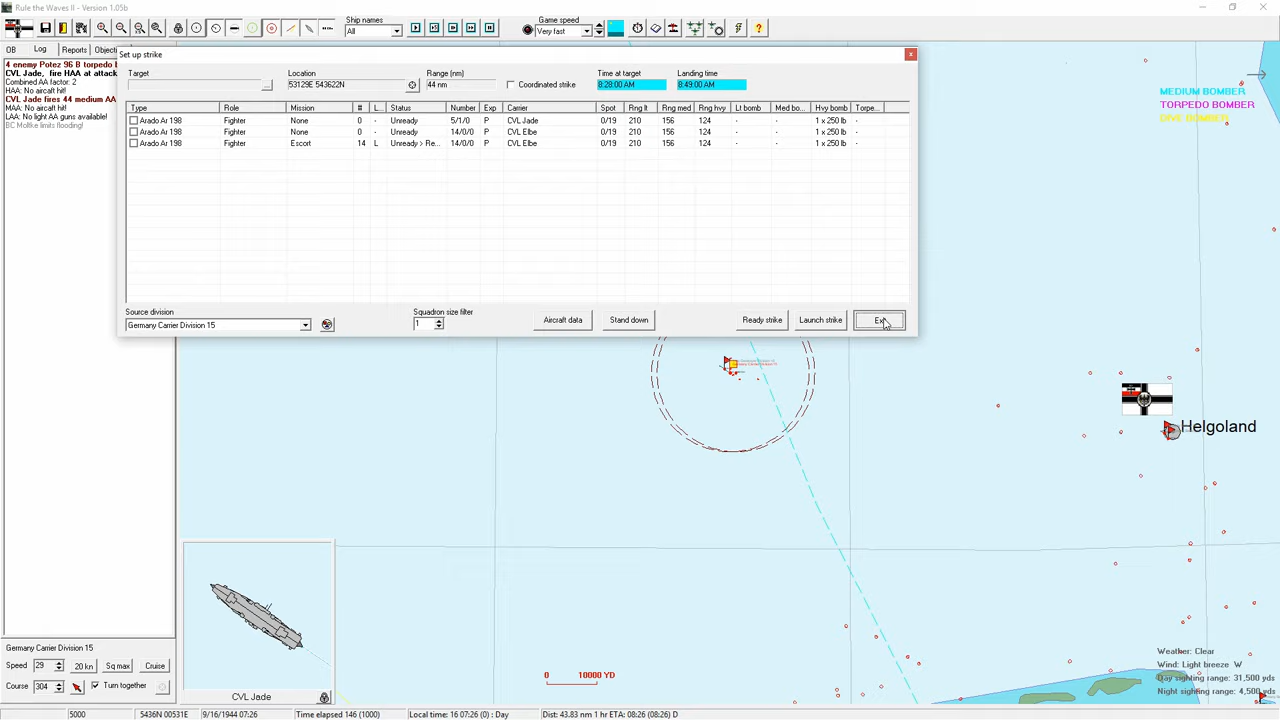 Rule the Waves II - Version 1.05b
Ship names
All
Game speed
Very fast
OB Log Reports Objecti
4 enemy Potez 96 B torpedo b
CVL Jade, fire HAA at attack
Combined AA factor: 2
HAA: No aircaft hit!
CVL Jade fires 44 medium AA
MAA: No aircaft hit!
LAA: No light AA guns available!
BC Moltke limits flooding!
Set up strike
Target Location Range (nm) Coordinated strike Time at target Landing time
... 53129E 543622N 44 nm 8:28:00 AM 8:49:00 AM
Type Role Mission # L... Status Number Exp Carrier Spot Rng lt Rng med Rng hvy Lt bomb Med bo... Hvy bomb Torpe...
Arado Ar 198 Fighter None 0 - Unready 5/1/0 P CVL Jade 0/19 210 156 124 - - 1 x 250 lb -
Arado Ar 198 Fighter None 0 - Unready 14/0/0 P CVL Elbe 0/19 210 156 124 - - 1 x 250 lb -
Arado Ar 198 Fighter Escort 14 L Unready > Re... 14/0/0 P CVL Elbe 0/19 210 156 124 - - 1 x 250 lb -
Source division
Germany Carrier Division 15
Squadron size filter
1
Aircraft data Stand down Ready strike Launch strike
MEDIUM BOMBER
TORPEDO BOMBER
DIVE BOMBER
Helgoland
CVL Jade
0 10000 YD
Germany Carrier Division 15
Speed 29 20 kn Sq max Cruise
Course 304 Turn together
Weather: Clear
Wind: Light breeze W
Day sighting range: 31,500 yds
Night sighting range: 4,500 yds
5000 5436N 00531E 9/16/1944 07:26 Time elapsed 146 (1000) Local time: 16 07:26 (0) : Day Dist: 43.83 nm 1 hr ETA: 08:26 (08:26) D